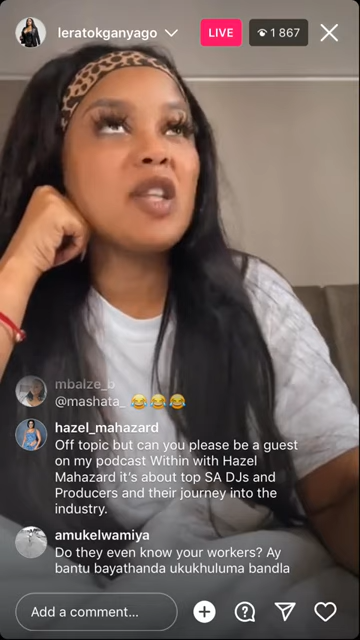 leratokganyago
LIVE
1 867
mbalze_b
@mashata_ 😂😂😂
hazel_mahazard
Off topic but can you please be a guest
on my podcast Within with Hazel
Mahazard it's about top SA DJs and
Producers and their journey into the
industry.
amukelwamiya
Do they even know your workers? Ay
bantu bayathanda ukukhuluma bandla
Add a comment...